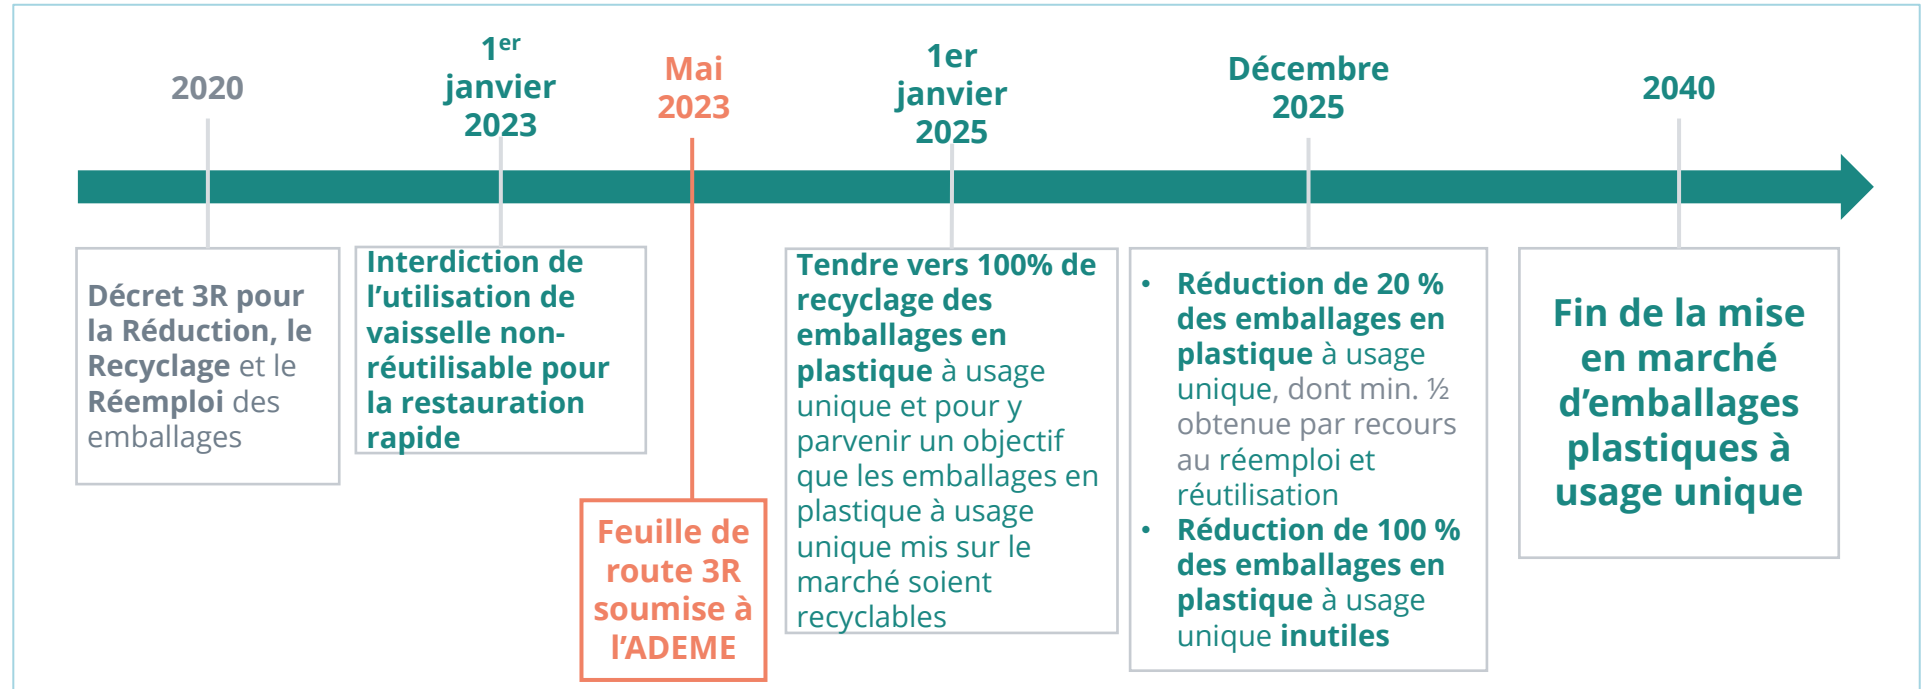 2020
1er
janvier
2023
Mai
2023
1er
janvier
2025
Décembre
2025
2040
Décret 3R pour
la Réduction, le
Recyclage et le
Réemploi des
emballages
Interdiction de
l’utilisation de
vaisselle non-
réutilisable pour
la restauration
rapide
Feuille de
route 3R
soumise à
l’ADEME
Tendre vers 100% de
recyclage des
emballages en
plastique à usage
unique et pour y
parvenir un objectif
que les emballages en
plastique à usage
unique mis sur le
marché soient
recyclables
• Réduction de 20 %
des emballages en
plastique à usage
unique, dont min. ½
obtenue par recours
au réemploi et
réutilisation
• Réduction de 100 %
des emballages en
plastique à usage
unique inutiles
Fin de la mise
en marché
d’emballages
plastiques à
usage unique